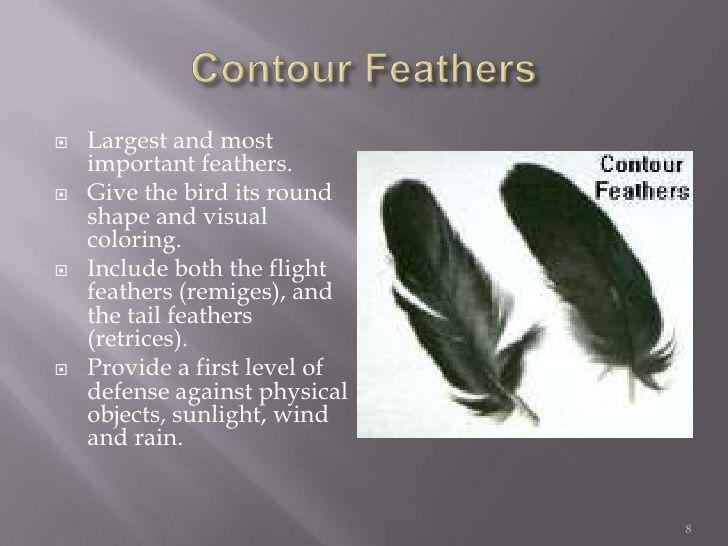 Contour Feathers
Largest and most
important feathers.
Give the bird its round
shape and visual
coloring.
Include both the flight
feathers (remiges), and
the tail feathers
(retrices).
Provide a first level of
defense against physical
objects, sunlight, wind
and rain.
Contour
Feathers
8